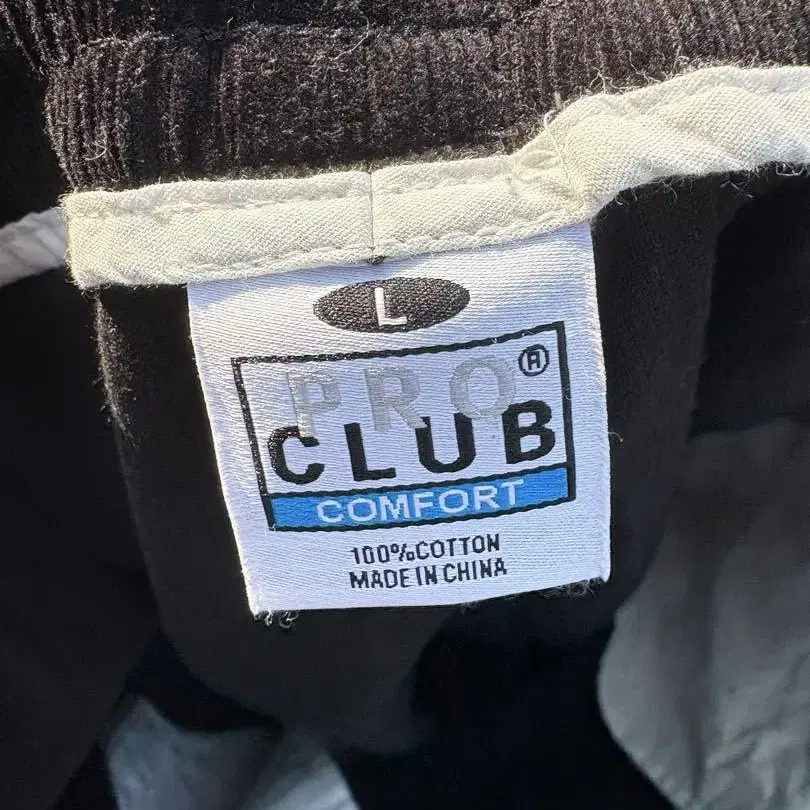 L
PRO®
CLUB
COMFORT
100%COTTON
MADE IN CHINA